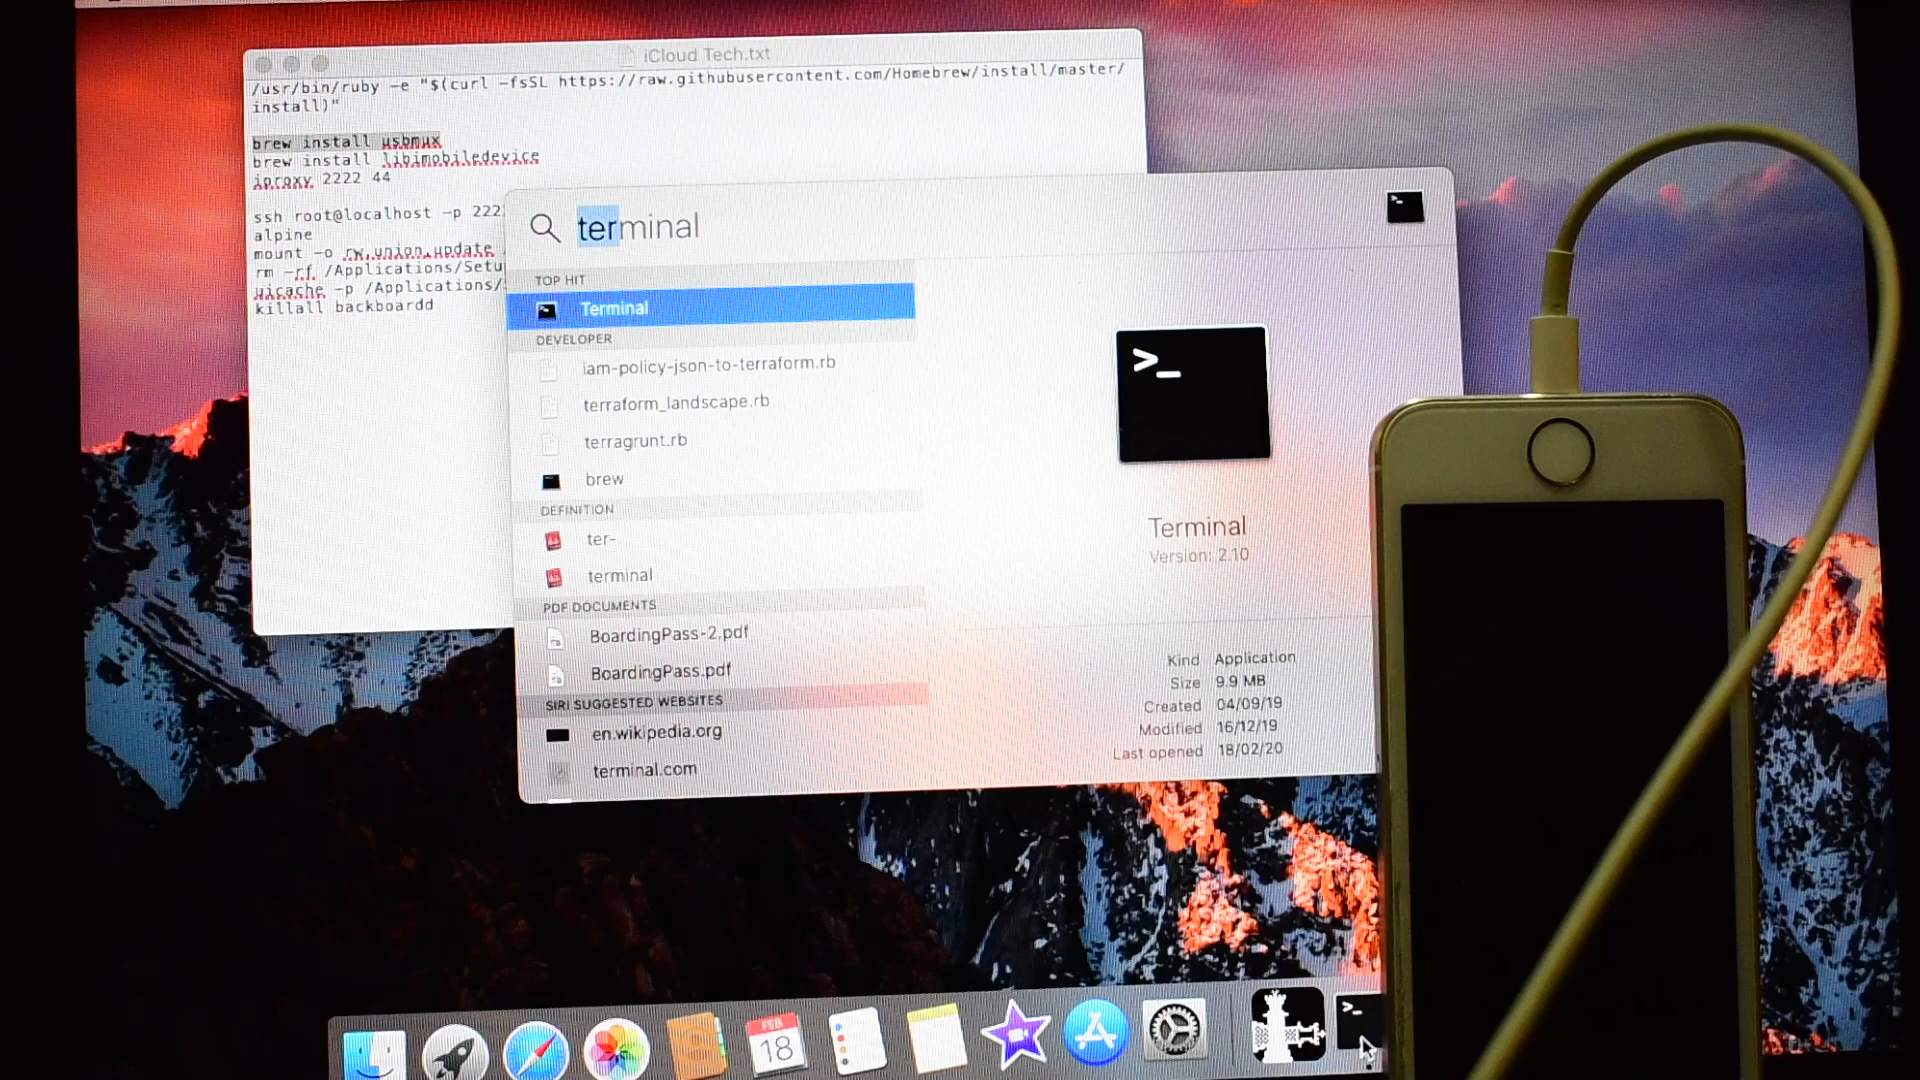 iCloud Tech.txt
/usr/bin/ruby -e "$(curl -fsSL https://raw.githubusercontent.com/Homebrew/install/master/
install)"
brew install usbmux
brew install libimobiledevice
iproxy 2222 44
ssh root@localhost -p 222
alpine
mount -o rw,union,update
rm -rf /Applications/Setu
uicache -p /Applications/
killall backboardd
terminal
TOP HIT
Terminal
DEVELOPER
iam-policy-json-to-terraform.rb
terraform_landscape.rb
terragrunt.rb
brew
DEFINITION
ter-
terminal
PDF DOCUMENTS
BoardingPass-2.pdf
BoardingPass.pdf
SIRI SUGGESTED WEBSITES
en.wikipedia.org
terminal.com
>_
Terminal
Version: 2.10
Kind Application
Size 9.9 MB
Created 04/09/19
Modified 16/12/19
Last opened 18/02/20
FEB
18